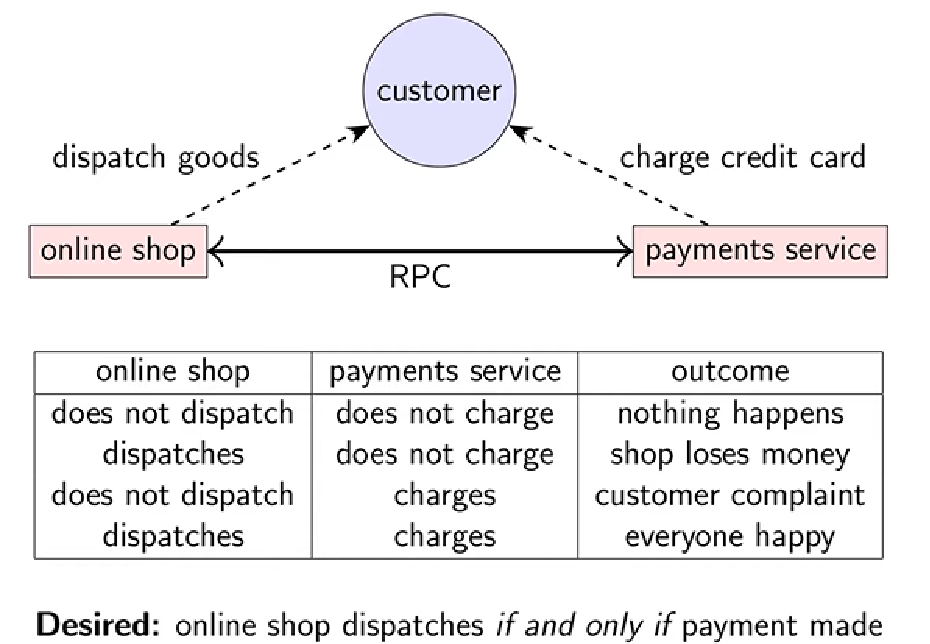 customer
dispatch goods
charge credit card
online shop
payments service
RPC
online shop payments service outcome
does not dispatch does not charge nothing happens
dispatches does not charge shop loses money
does not dispatch charges customer complaint
dispatches charges everyone happy
Desired: online shop dispatches if and only if payment made